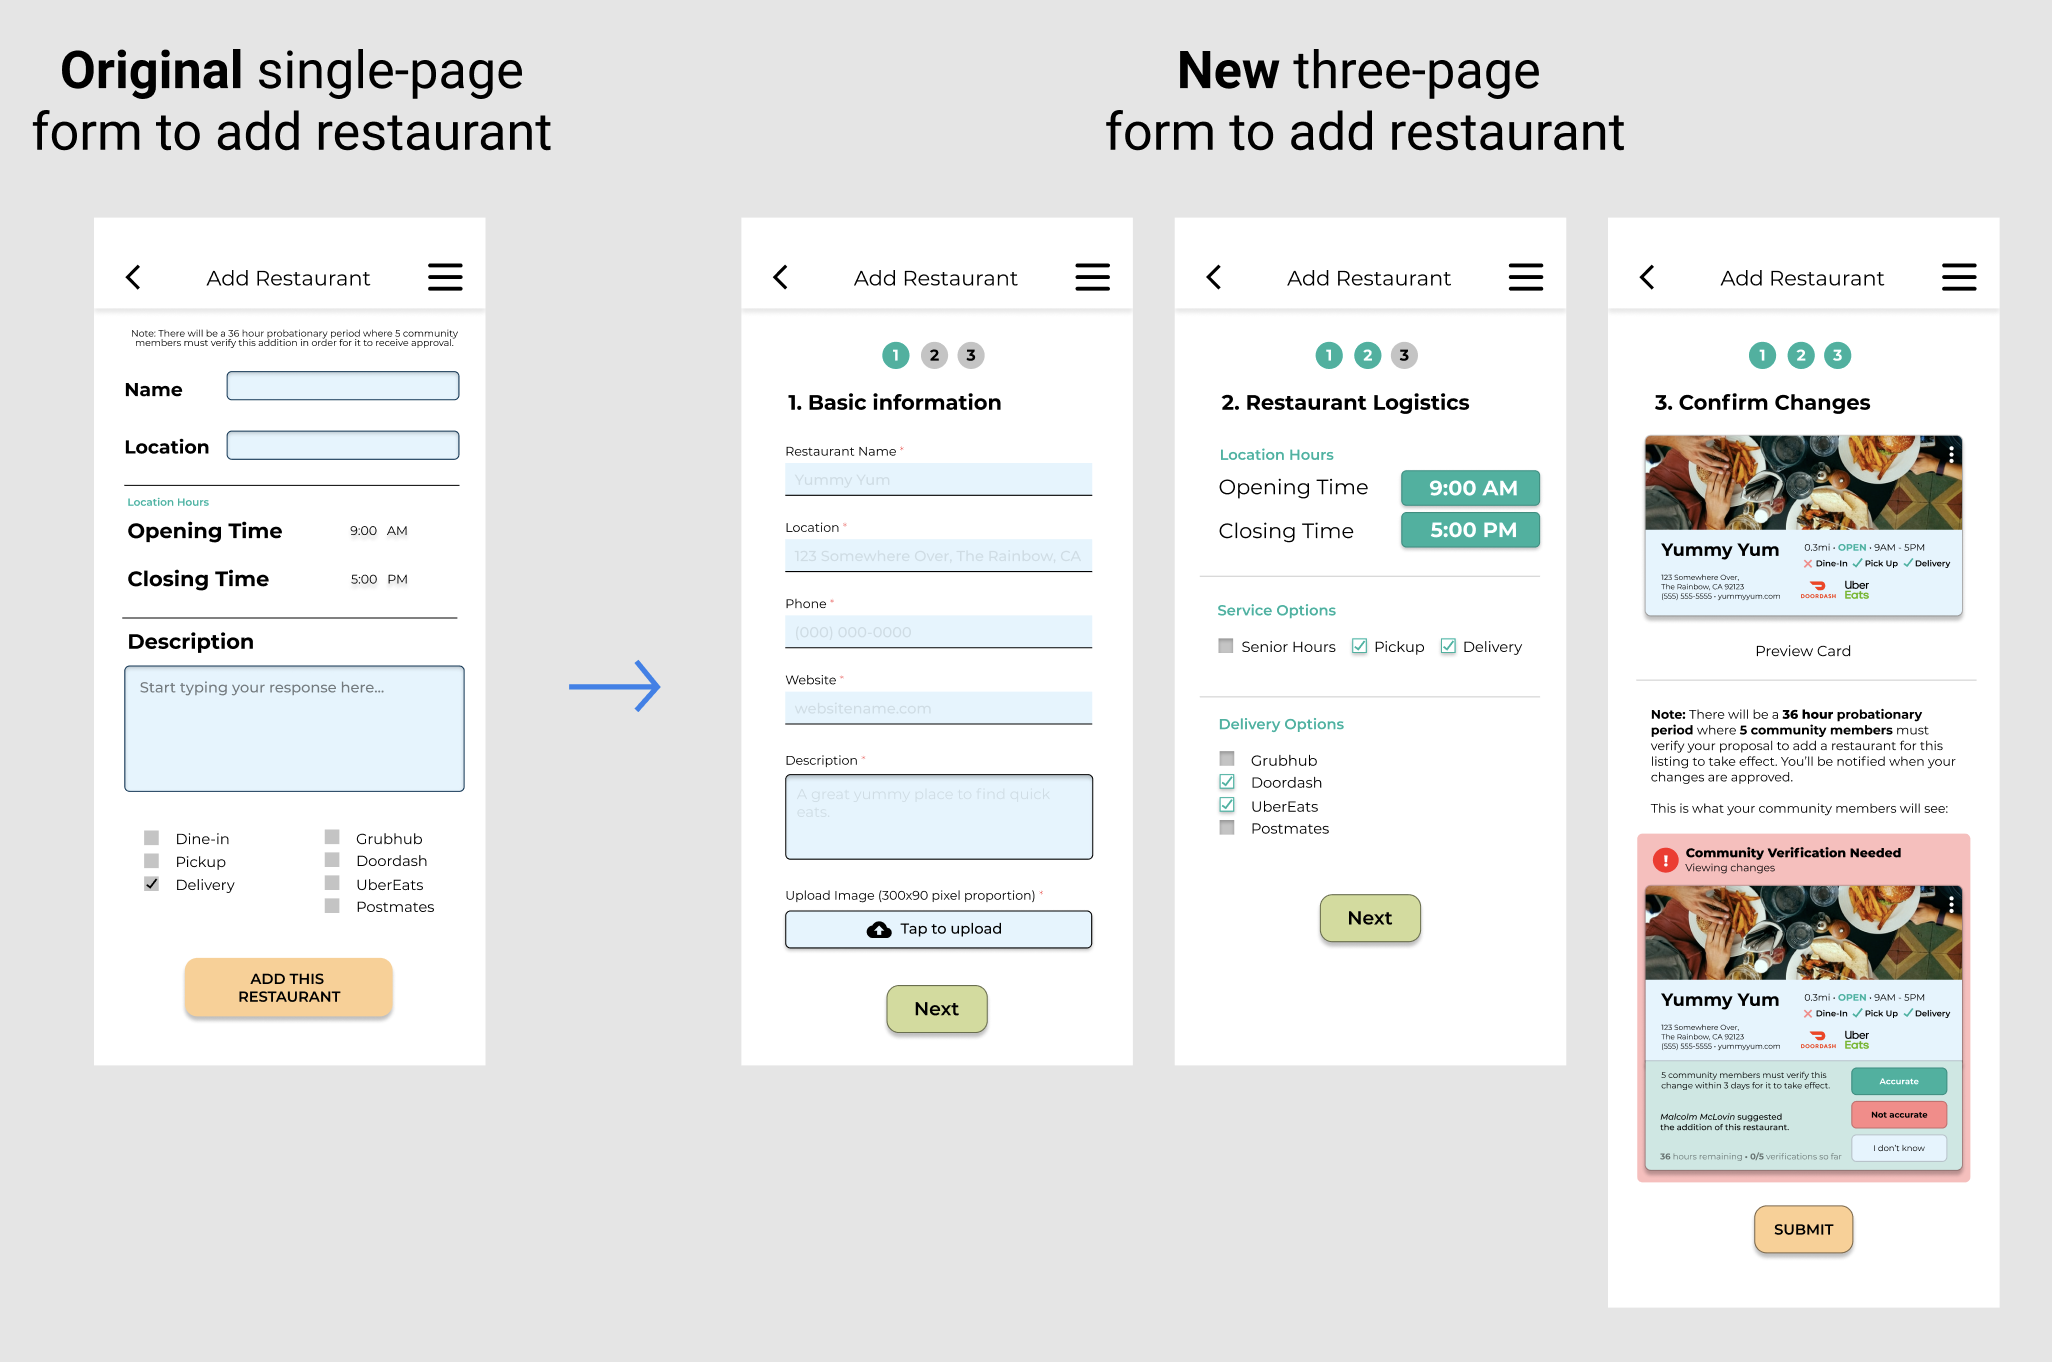 Original single-page
form to add restaurant
New three-page
form to add restaurant
Add Restaurant
Note: There will be a 36 hour probationary period where 5 community
members must verify this addition in order for it to receive approval.
Name
Location
Location Hours
Opening Time 9:00 AM
Closing Time 5:00 PM
Description
Start typing your response here...
Dine-in
Pickup
Delivery
Grubhub
Doordash
UberEats
Postmates
ADD THIS
RESTAURANT
Add Restaurant
1 2 3
1. Basic information
Restaurant Name *
Yummy Yum
Location *
123 Somewhere Over, The Rainbow, CA
Phone *
(000) 000-0000
Website *
websitename.com
Description *
A great yummy place to find quick
eats.
Upload Image (300x90 pixel proportion) *
Tap to upload
Next
Add Restaurant
1 2 3
2. Restaurant Logistics
Location Hours
Opening Time 9:00 AM
Closing Time 5:00 PM
Service Options
Senior Hours Pickup Delivery
Delivery Options
Grubhub
Doordash
UberEats
Postmates
Next
Add Restaurant
1 2 3
3. Confirm Changes
Yummy Yum
0.3mi • OPEN • 9AM - 5PM
Dine-In Pick Up Delivery
123 Somewhere Over,
The Rainbow, CA 92123
(555) 555-5555 • yummyyum.com
DOORDASH
Uber
Eats
Preview Card
Note: There will be a 36 hour probationary
period where 5 community members must
verify your proposal to add a restaurant for this
listing to take effect. You'll be notified when your
changes are approved.
This is what your community members will see:
! Community Verification Needed
Viewing changes
Yummy Yum
0.3mi • OPEN • 9AM - 5PM
Dine-In Pick Up Delivery
123 Somewhere Over,
The Rainbow, CA 92123
(555) 555-5555 • yummyyum.com
DOORDASH
Uber
Eats
5 community members must verify this
change within 3 days for it to take effect.
Malcolm McLovin suggested
the addition of this restaurant.
36 hours remaining • 0/5 verifications so far
Accurate
Not accurate
I don't know
SUBMIT